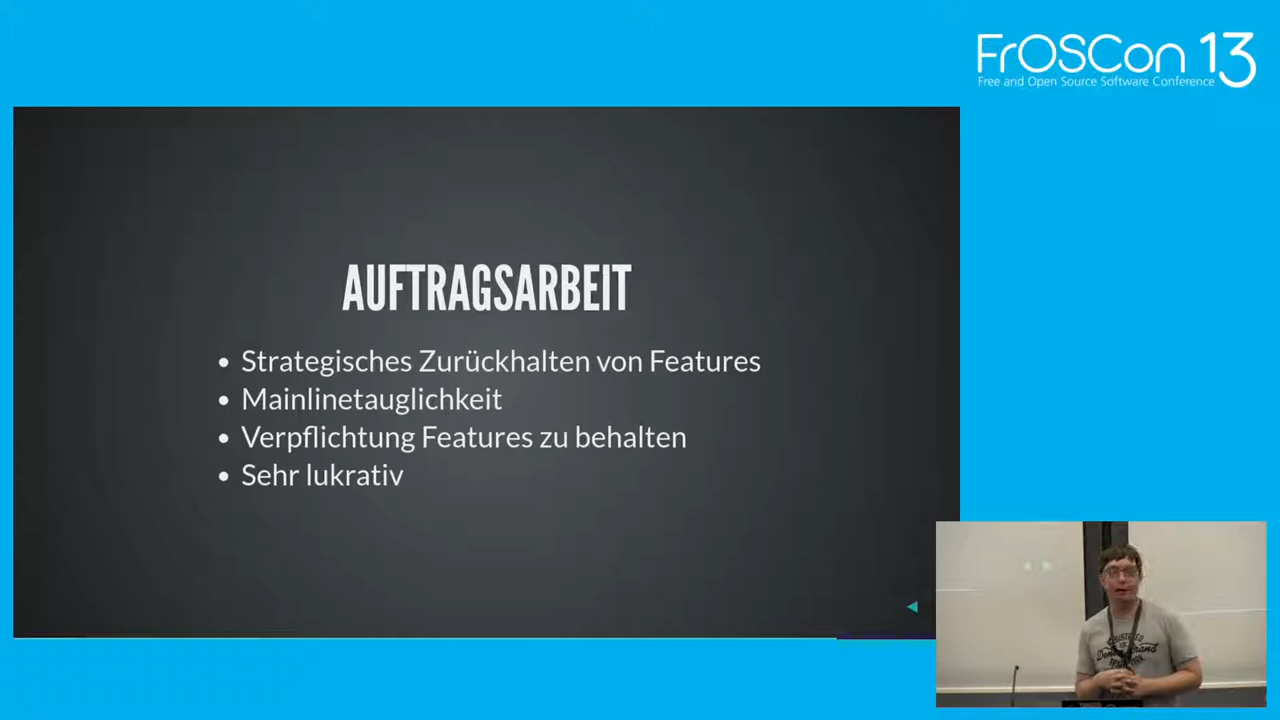 FrOSCon 13
Free and Open Source Software Conference
AUFTRAGSARBEIT
Strategisches Zurückhalten von Features
Mainlinetauglichkeit
Verpflichtung Features zu behalten
Sehr lukrativ